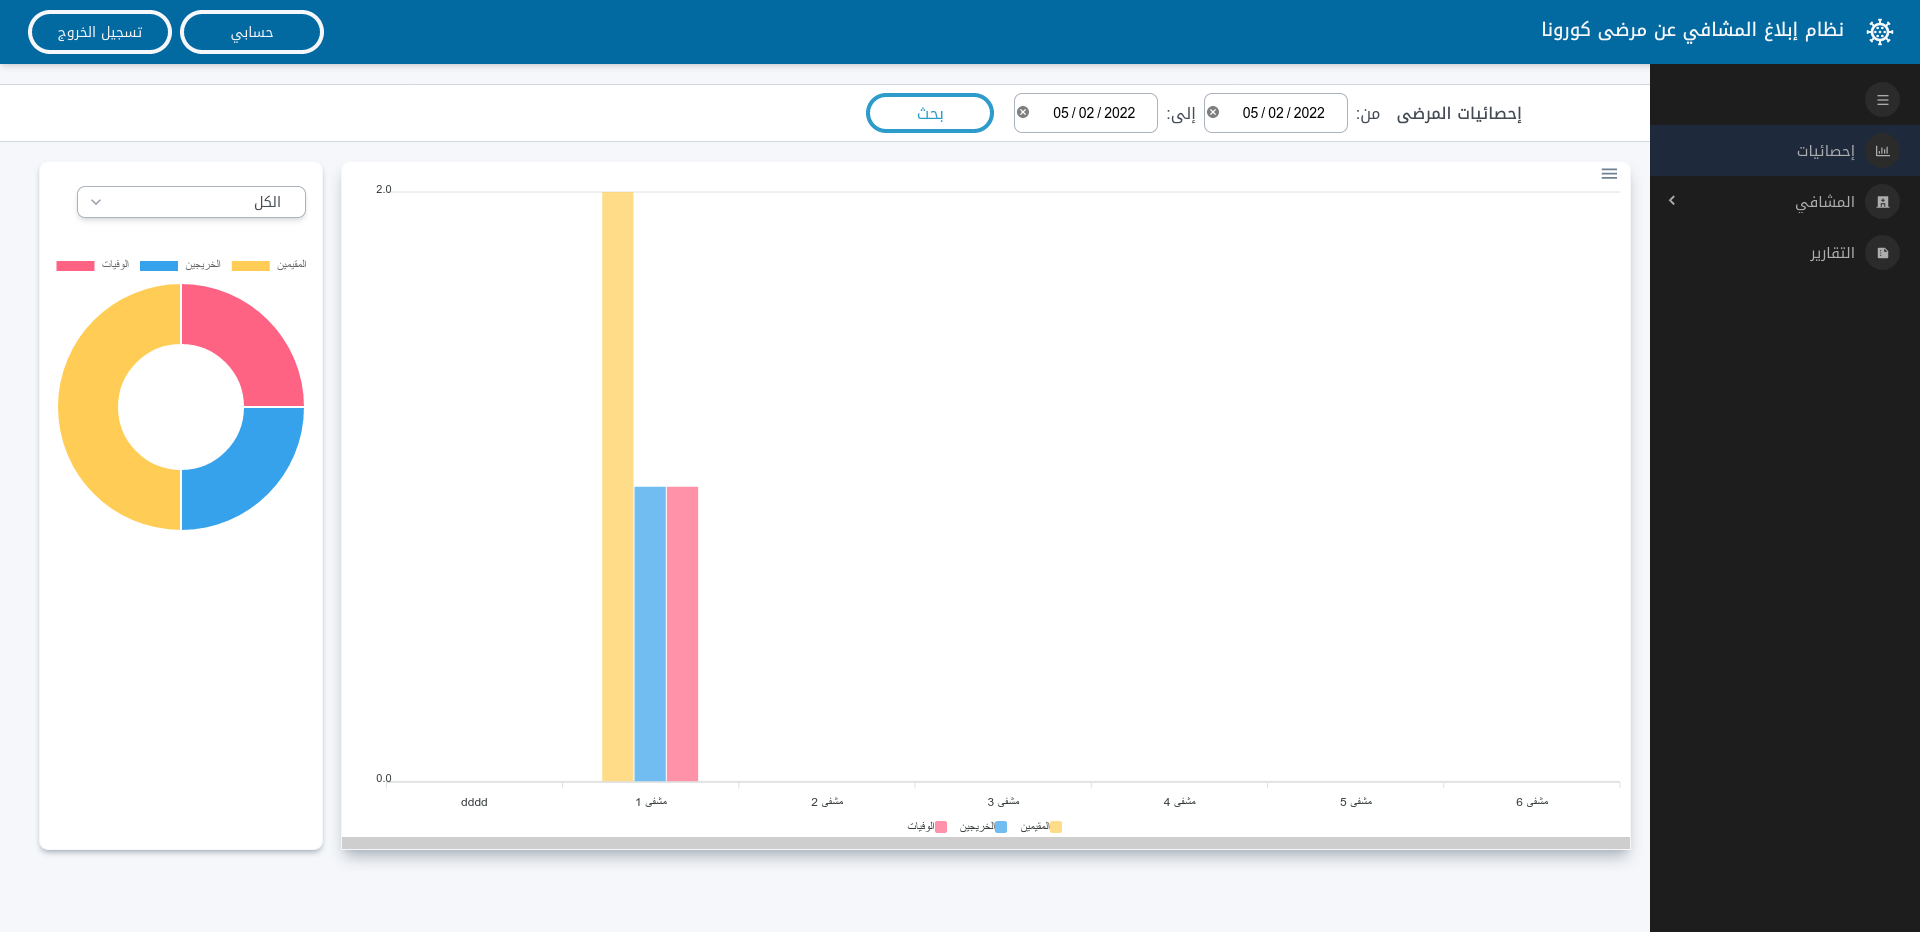 نظام إبلاغ المشافي عن مرضى كورونا
حسابي
تسجيل الخروج
إحصائيات
المشافي
التقارير
إحصائيات المرضى من: 05 / 02 / 2022 إلى: 05 / 02 / 2022 بحث
2.0
0.0
dddd
مشفى 1
مشفى 2
مشفى 3
مشفى 4
مشفى 5
مشفى 6
المقيمين الخريجين الوفيات
الكل
المقيمين الخريجين الوفيات